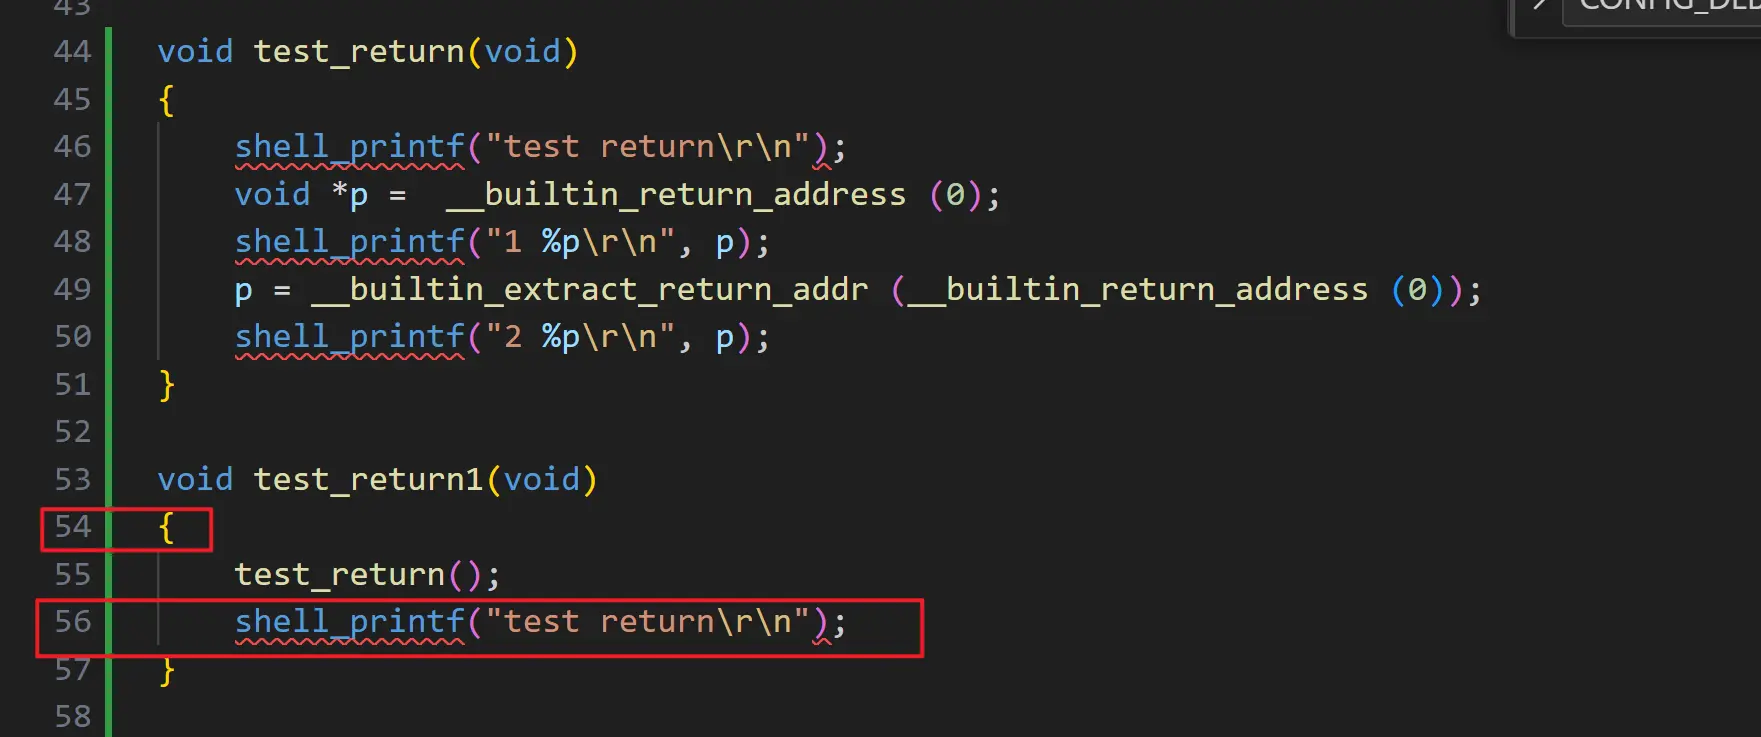 43
CONFIG_DEB
44 void test_return(void)
45 {
46 shell_printf("test return\r\n");
47 void *p =  __builtin_return_address (0);
48 shell_printf("1 %p\r\n", p);
49 p = __builtin_extract_return_addr (__builtin_return_address (0));
50 shell_printf("2 %p\r\n", p);
51 }
52
53 void test_return1(void)
54 {
55 test_return();
56 shell_printf("test return\r\n");
57 }
58